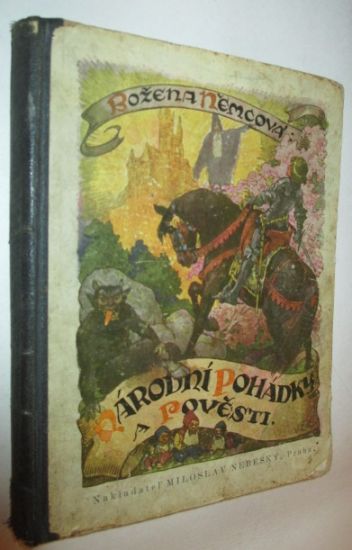 BOŽENA NĚMCOVÁ
NÁRODNÍ POHÁDKY
A POVĚSTI.
Nakladatel MILOSLAV NEBESKÝ, Praha.